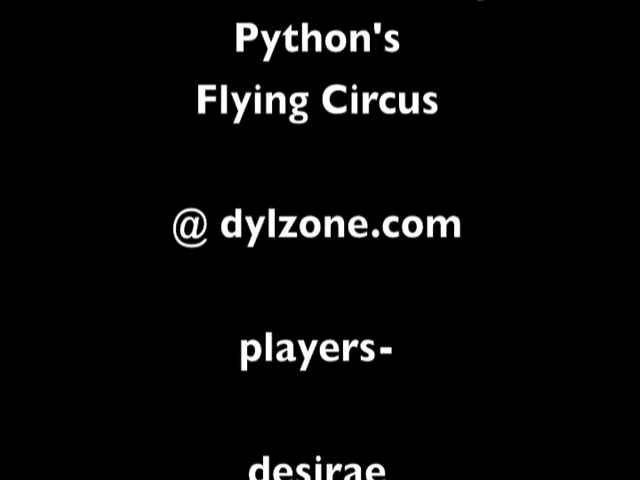 Python's
Flying Circus
@ dylzone.com
players-
desirae